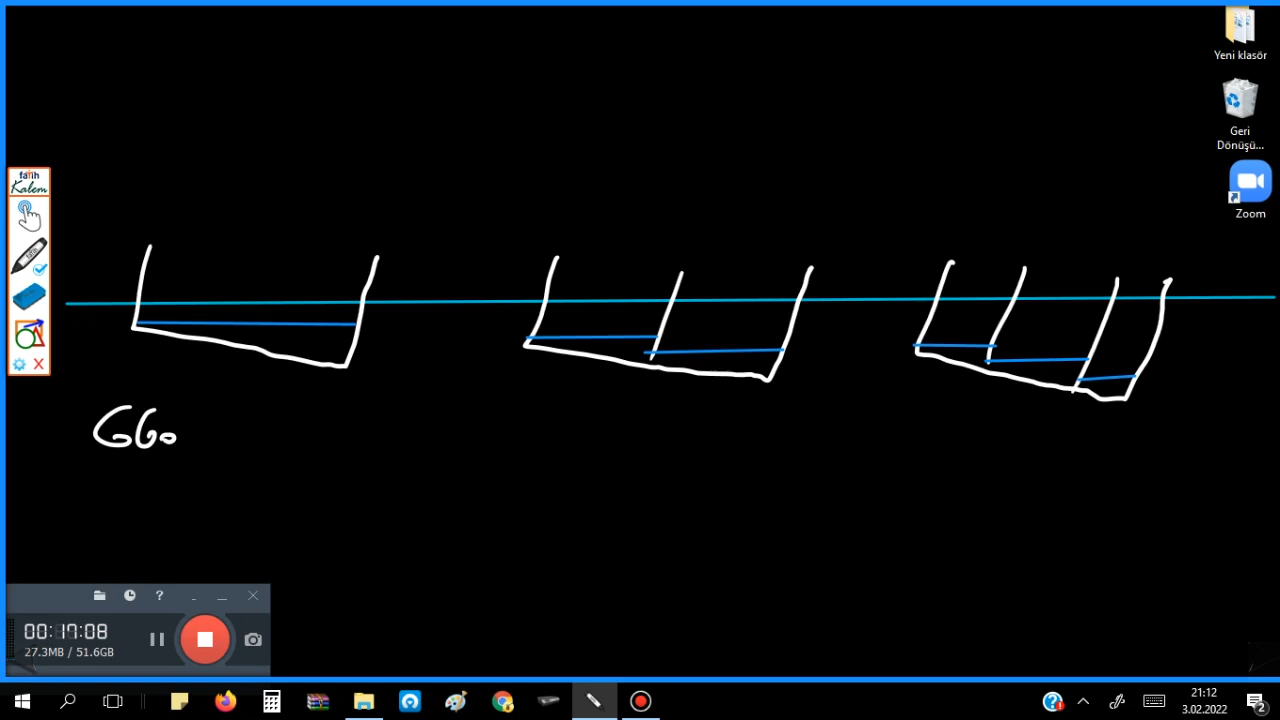 Yeni klasör
Geri
Dönüşü...
Zoom
fatih
Kalem
GGo
00:17:08
27.3MB / 51.6GB
21:12
3.02.2022
2